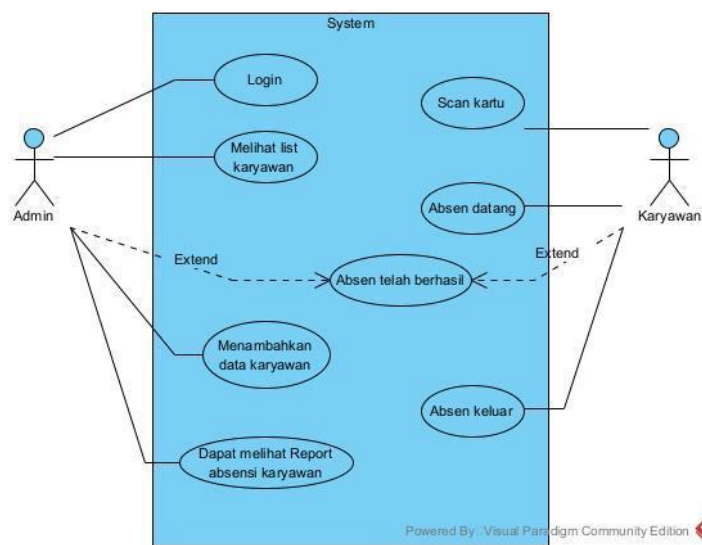 System
Login
Scan kartu
Melihat list
karyawan
Admin
Absen datang
Karyawan
Extend
Extend
Absen telah berhasil
Menambahkan
data karyawan
Absen keluar
Dapat melihat Report
absensi karyawan
Powered By: Visual Paradigm Community Edition